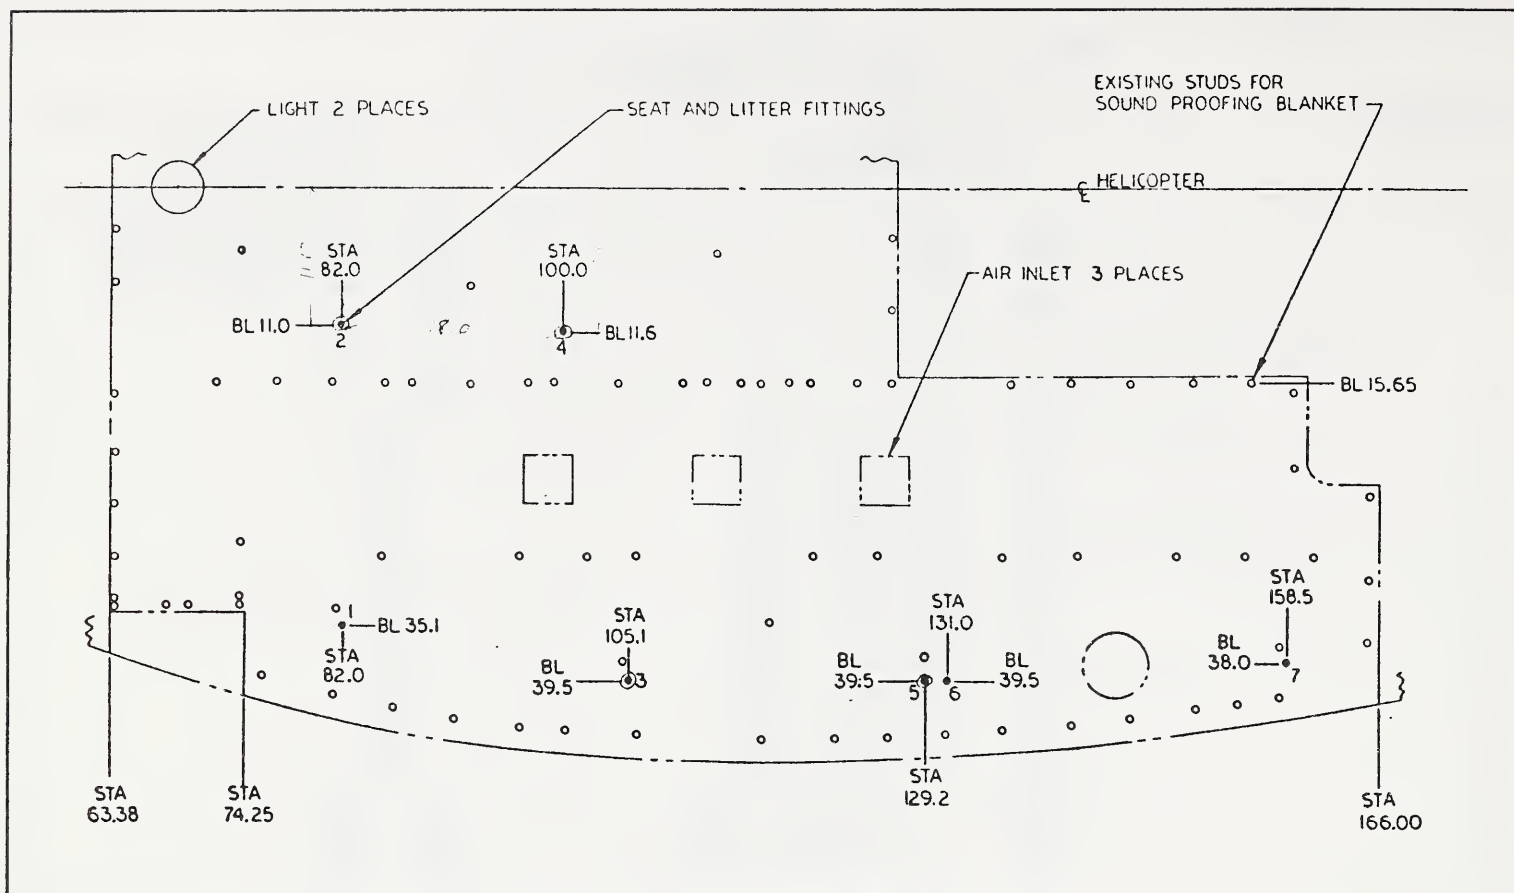 EXISTING STUDS FOR
SOUND PROOFING BLANKET
LIGHT 2 PLACES
SEAT AND LITTER FITTINGS
℄ HELICOPTER
STA
82.0
STA
100.0
AIR INLET 3 PLACES
BL 11.0
2
8.0
4
BL 11.6
BL 15.65
1
BL 35.1
STA
82.0
STA
105.1
BL
39.5
3
STA
131.0
BL
39.5
5
6
BL
39.5
STA
158.5
BL
38.0
7
STA
63.38
STA
74.25
STA
129.2
STA
166.00